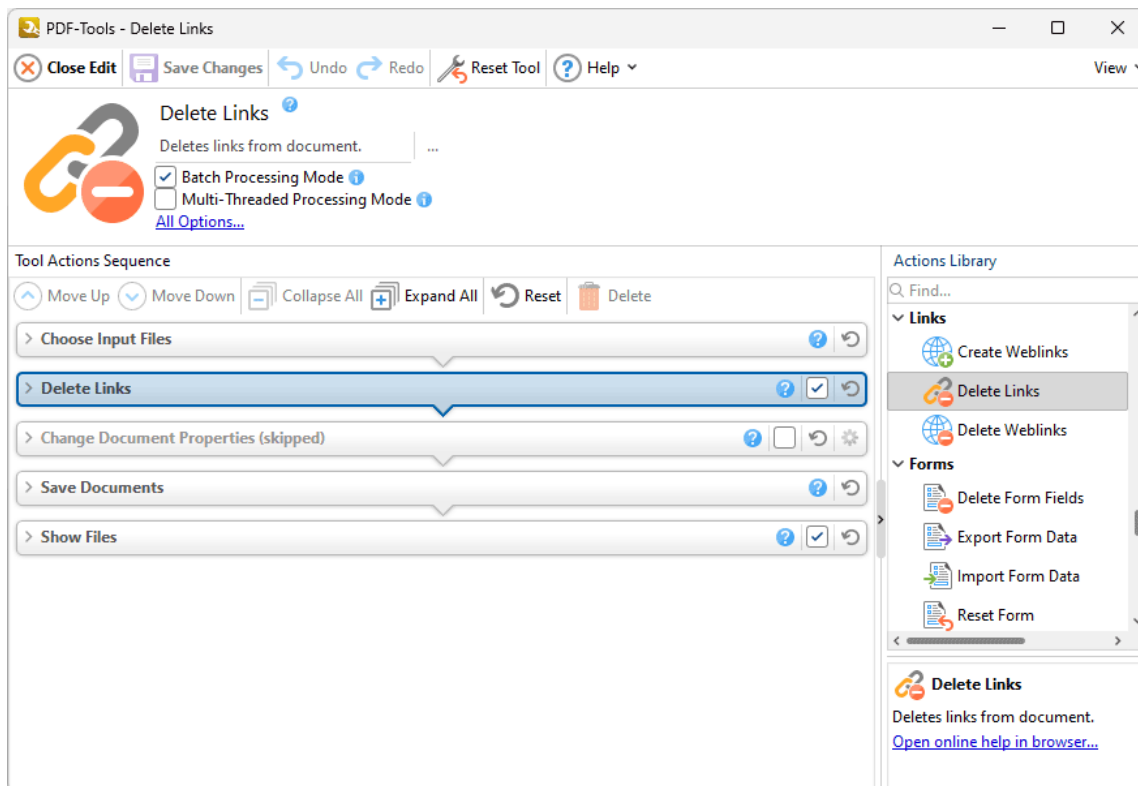 PDF-Tools - Delete Links
Close Edit Save Changes Undo Redo Reset Tool ? Help View
Delete Links ?
Deletes links from document. ...
Batch Processing Mode i
Multi-Threaded Processing Mode i
All Options...
Tool Actions Sequence
Move Up Move Down Collapse All Expand All Reset Delete
Choose Input Files ?
Delete Links ?
Change Document Properties (skipped) ?
Save Documents ?
Show Files ?
Actions Library
Find...
Links
Create Weblinks
Delete Links
Delete Weblinks
Forms
Delete Form Fields
Export Form Data
Import Form Data
Reset Form
Delete Links
Deletes links from document.
Open online help in browser...